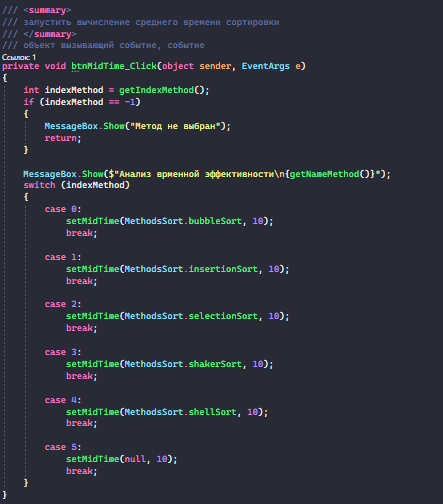 /// <summary>
/// запустить вычисление среднего времени сортировки
/// </summary>
/// объект вызывающий событие, событие
Ссылок: 1
private void btnMidTime_Click(object sender, EventArgs e)
{
    int indexMethod = getIndexMethod();
    if (indexMethod == -1)
    {
        MessageBox.Show("Метод не выбран");
        return;
    }

    MessageBox.Show($"Анализ врменной эффективности\n{getNameMethod()}");
    switch (indexMethod)
    {
        case 0:
            setMidTime(MethodsSort.bubbleSort, 10);
            break;

        case 1:
            setMidTime(MethodsSort.insertionSort, 10);
            break;

        case 2:
            setMidTime(MethodsSort.selectionSort, 10);
            break;

        case 3:
            setMidTime(MethodsSort.shakerSort, 10);
            break;

        case 4:
            setMidTime(MethodsSort.shellSort, 10);
            break;

        case 5:
            setMidTime(null, 10);
            break;
    }
}